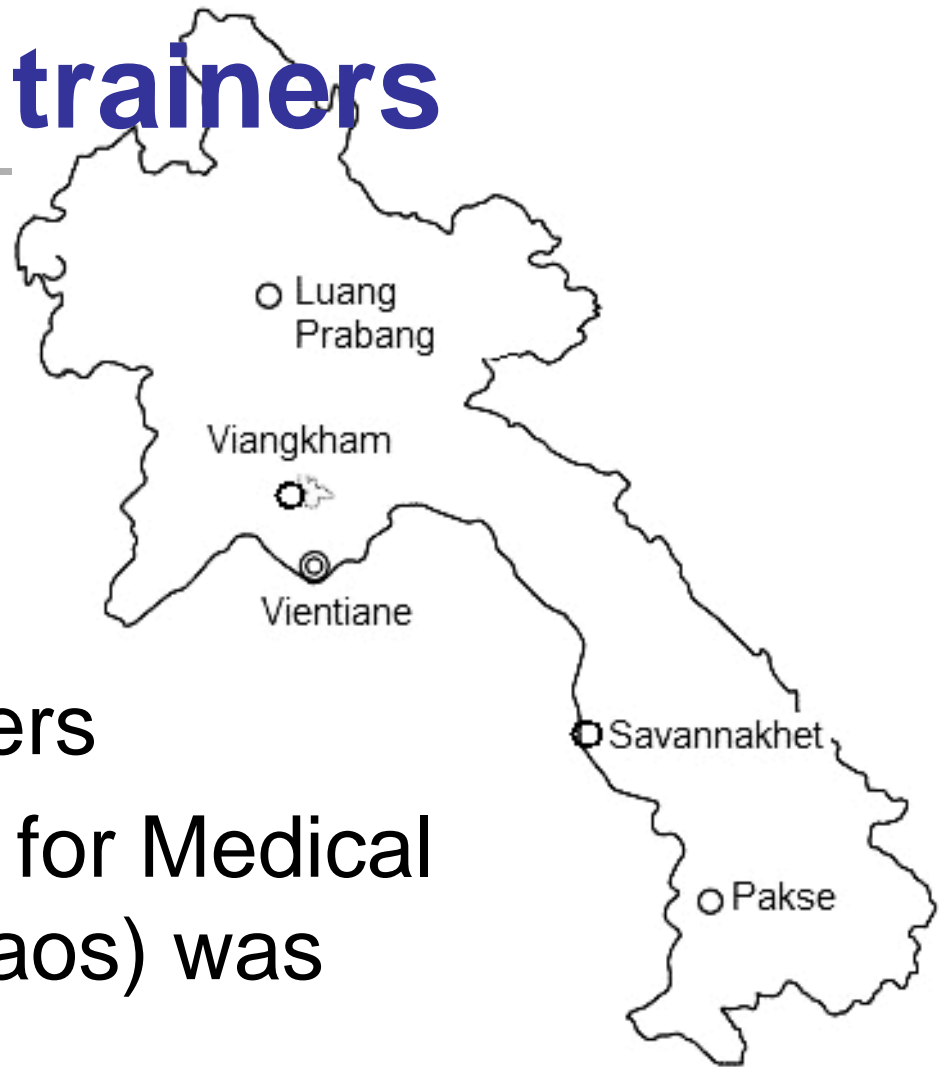 trainers
Luang
Prabang
Viangkham
Vientiane
ers
Savannakhet
for Medical
Pakse
aos) was